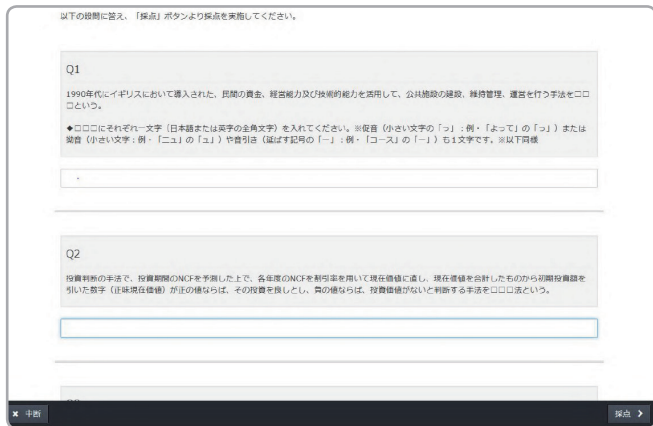 以下の設問に答え、「採点」ボタンより採点を実施してください。
Q1
1990年代にイギリスにおいて導入された、民間の資金、経営能力及び技術的能力を活用して、公共施設の建設、維持管理、運営を行う手法を□□
□という。
◆□□□にそれぞれ一文字（日本語または英字の全角文字）を入れてください。※促音（小さい文字の「っ」：例・「よって」の「っ」）または
拗音（小さい文字：例・「ニュ」の「ュ」）や音引き（延ばす記号の「ー」：例・「コース」の「ー」）も１文字です。※以下同様
Q2
投資判断の手法で、投資期間のNCFを予測した上で、各年度のNCFを割引率を用いて現在価値に直し、現在価値を合計したものから初期投資額を
引いた数字（正味現在価値）が正の値ならば、その投資を良しとし、負の値ならば、投資価値がないと判断する手法を□□□法という。
× 中断
採点 >